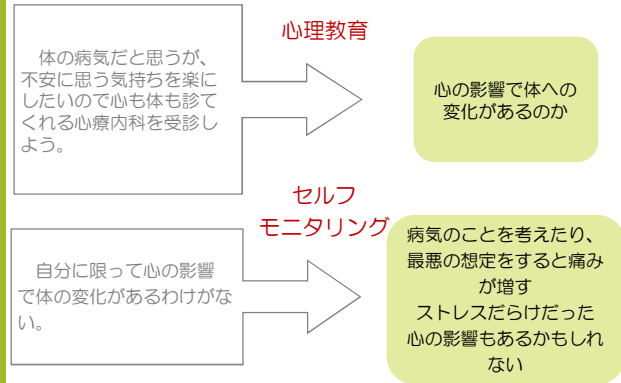 心理教育
体の病気だと思うが、
不安に思う気持ちを楽に
したいので心も体も診て
くれる心療内科を受診し
よう。
心の影響で体への
変化があるのか
セルフ
モニタリング
自分に限って心の影響
で体の変化があるわけがな
い。
病気のことを考えたり、
最悪の想定をすると痛み
が増す
ストレスだらけだった
心の影響もあるかもしれ
ない